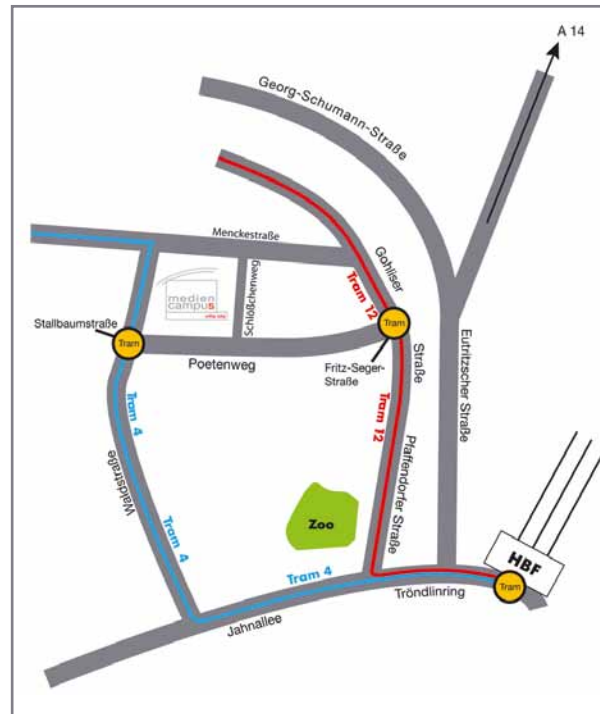 A 14
Georg-Schumann-Straße
Menckestraße
Gohliser
Straße
Schlößchenweg
medien
campus
Tram 12
Stallbaumstraße
Tram
Tram
Fritz-Seger-
Straße
Poetenweg
Eutritzscher Straße
Tram 4
Tram 12
Pfaffendorfer Straße
Waldstraße
Tram 4
Zoo
HBF
Tram 4
Tram
Tröndlinring
Jahnallee